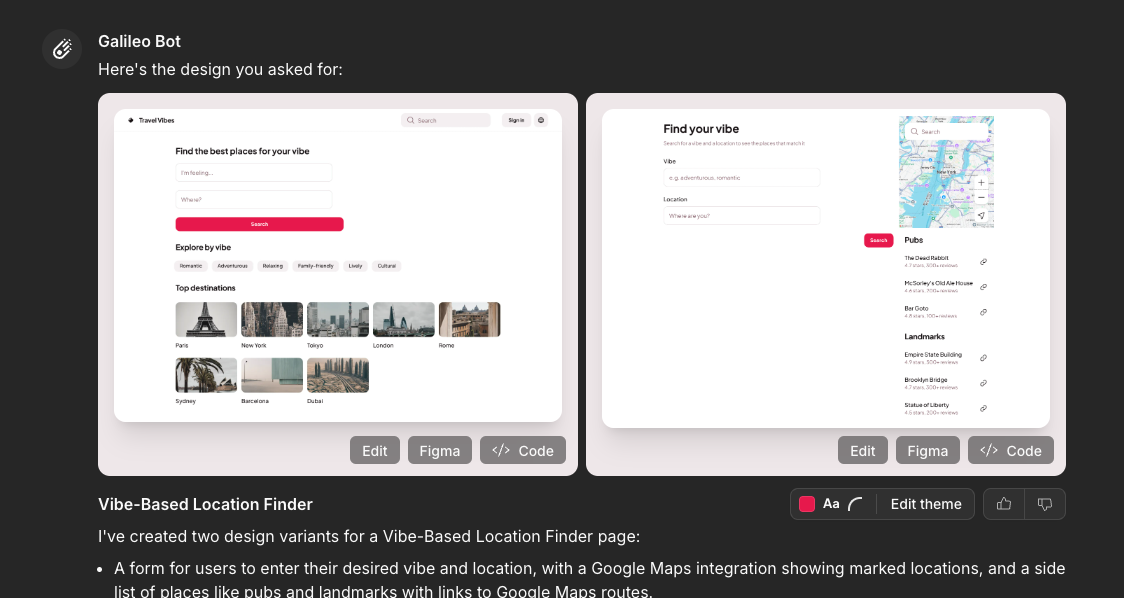 Galileo Bot
Here's the design you asked for:
Travel Vibes
Search
Sign in
Find the best places for your vibe
I'm feeling...
Where?
Search
Explore by vibe
Romantic Adventurous Relaxing Family-Friendly Lively Cultural
Top destinations
Paris New York Tokyo London Rome
Sydney Barcelona Dubai
Edit Figma </> Code
Find your vibe
Search for a vibe and a location to see the places that match it
Vibe
e.g. adventurous, romantic
Location
Where are you?
Search
Search
New York
Pubs
The Dead Rabbit
4.7 stars, 500+ reviews
McSorley's Old Ale House
4.6 stars, 700+ reviews
Bar Goto
4.8 stars, 100+ reviews
Landmarks
Empire State Building
4.9 stars, 500+ reviews
Brooklyn Bridge
4.7 stars, 300+ reviews
Statue of Liberty
4.5 stars, 200+ reviews
Edit Figma </> Code
Vibe-Based Location Finder
Aa Edit theme
I've created two design variants for a Vibe-Based Location Finder page:
• A form for users to enter their desired vibe and location, with a Google Maps integration showing marked locations, and a side
list of places like pubs and landmarks with links to Google Maps routes.